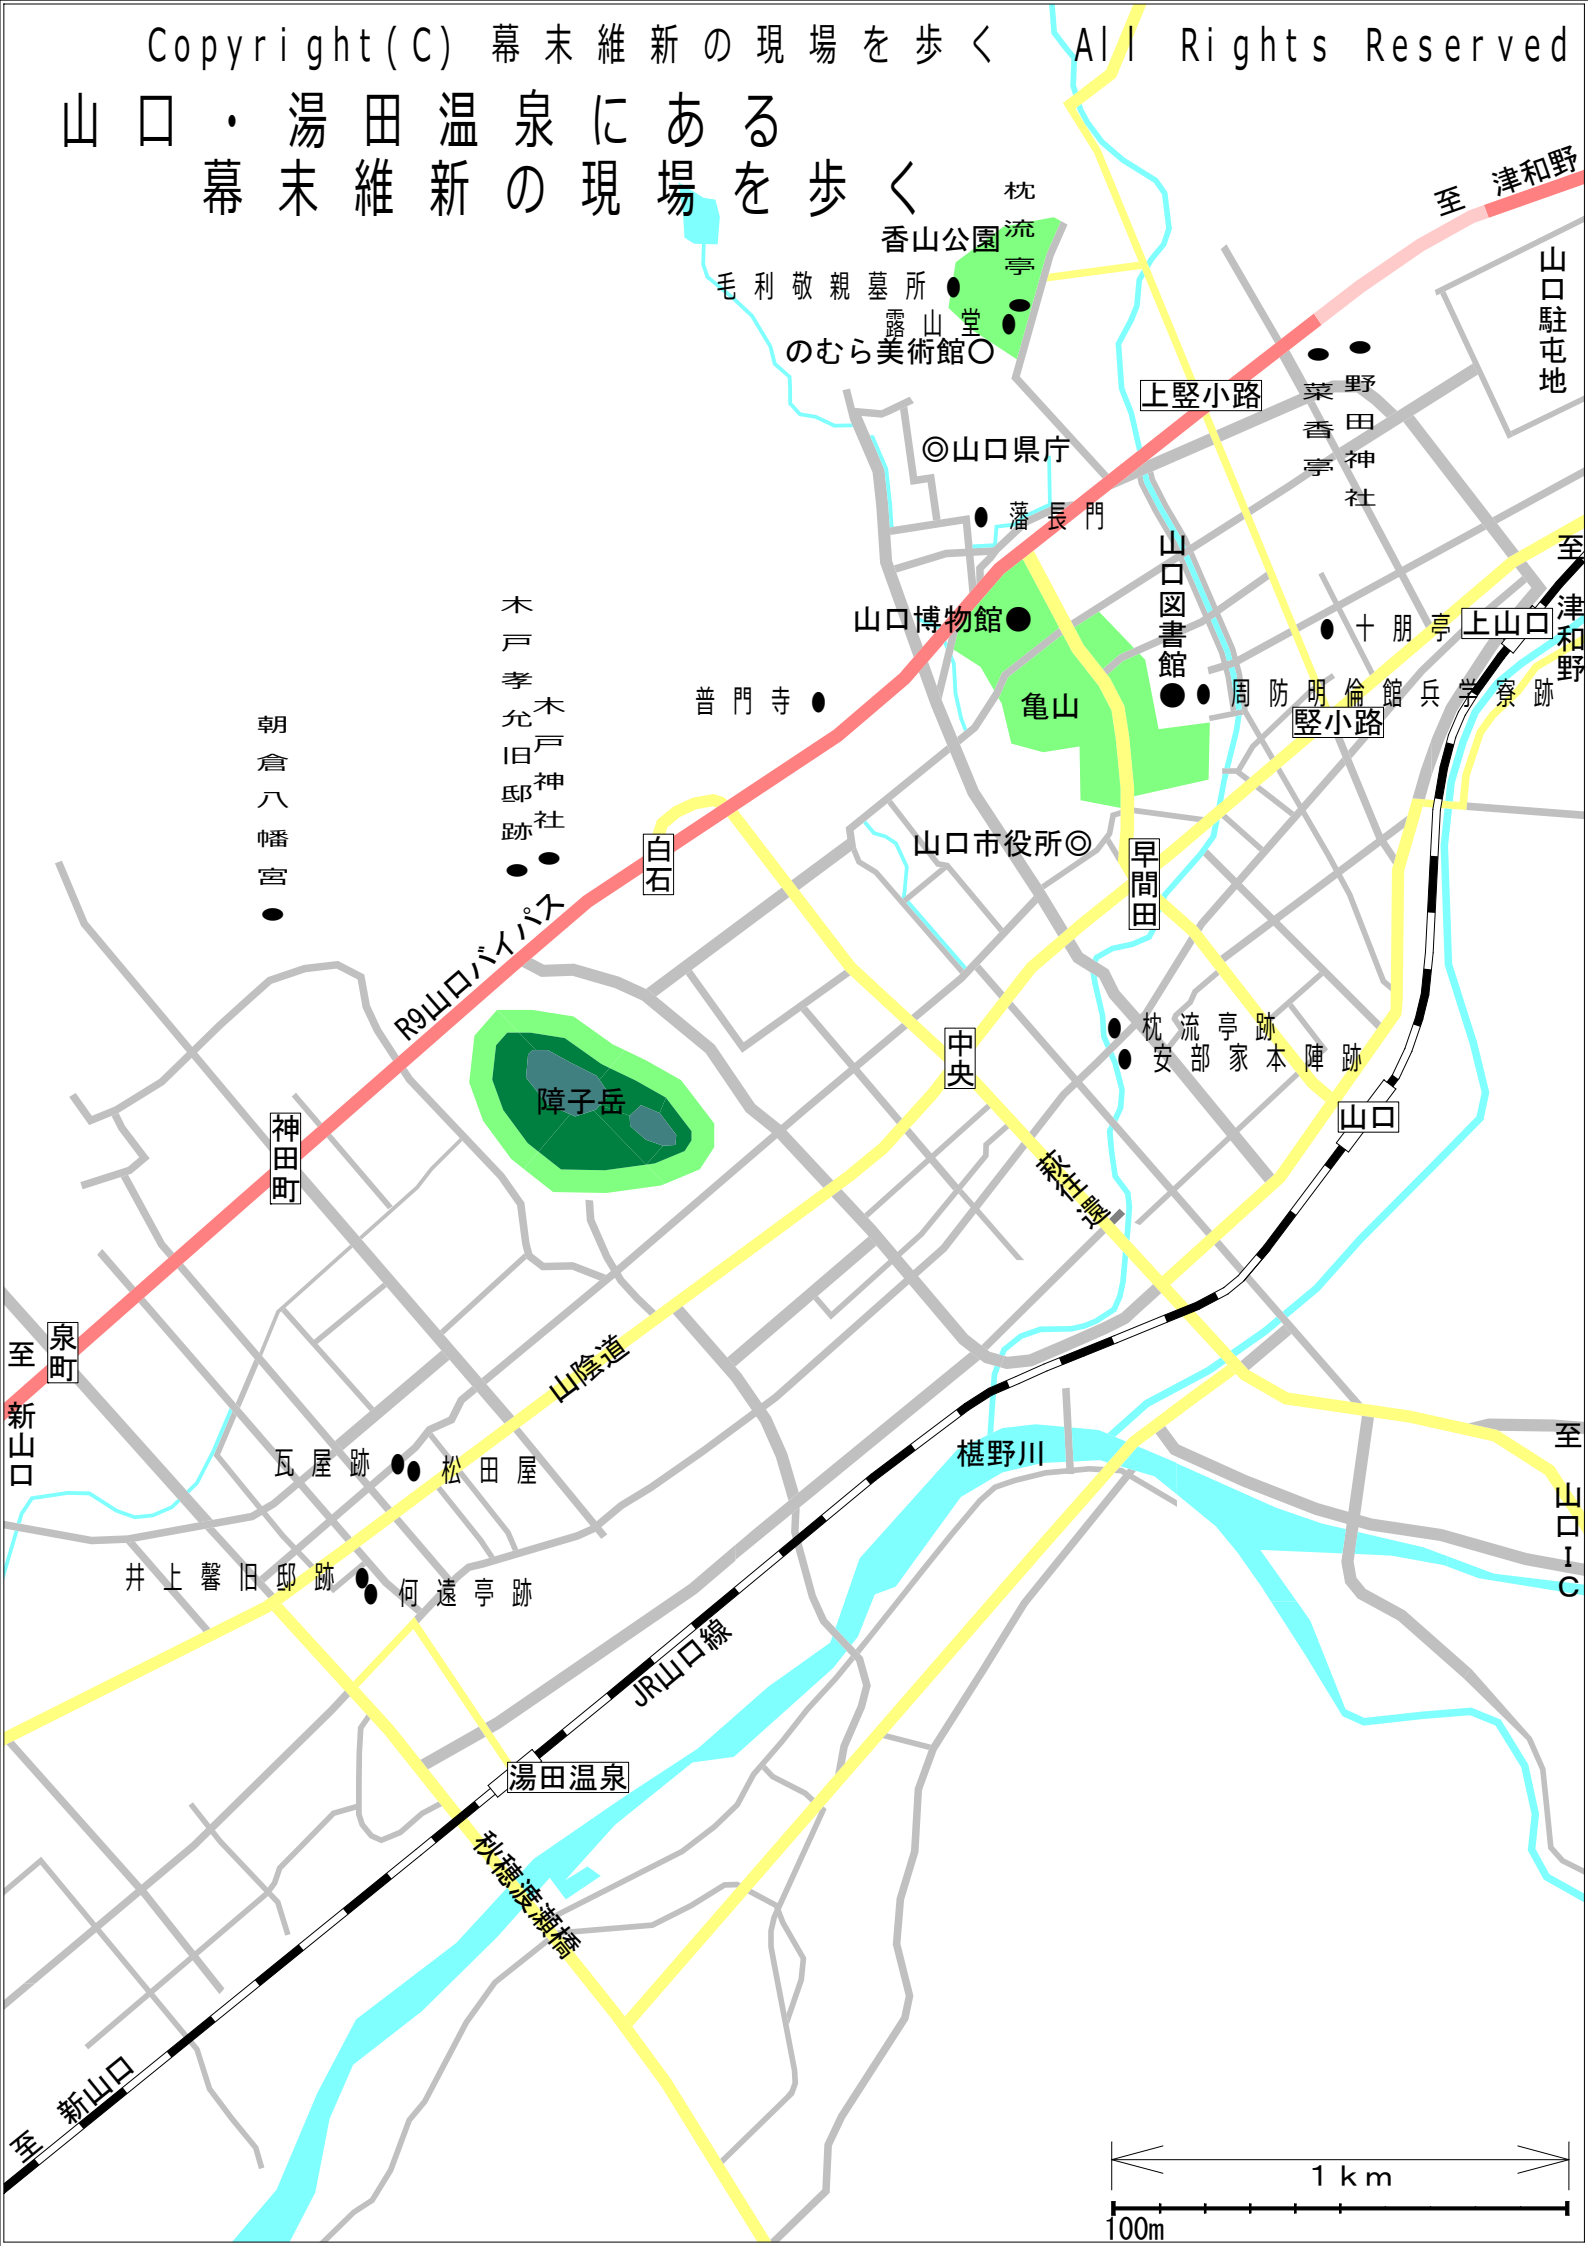 Copyright(C) 幕末維新の現場を歩く All Rights Reserved
山口・湯田温泉にある
幕末維新の現場を歩く
至 津和野
枕流亭
香山公園
毛利敬親墓所
露山堂
のむら美術館○
山口駐屯地
上竪小路
菜香亭
野田神社
◎山口県庁
藩長門
山口図書館
至 津和野
山口博物館●
十朋亭
上山口
周防明倫館兵学寮跡
竪小路
亀山
普門寺
木戸孝允旧邸跡
木戸神社
朝倉八幡宮
白石
山口市役所◎
早間田
R9山口バイパス
枕流亭跡
安部家本陣跡
中央
障子岳
山口
神田町
萩往還
泉町
至 新山口
山陰道
瓦屋跡
松田屋
椹野川
至 山口IC
井上馨旧邸跡
何遠亭跡
JR山口線
湯田温泉
秋穂渡瀬橋
至 新山口
1km
100m